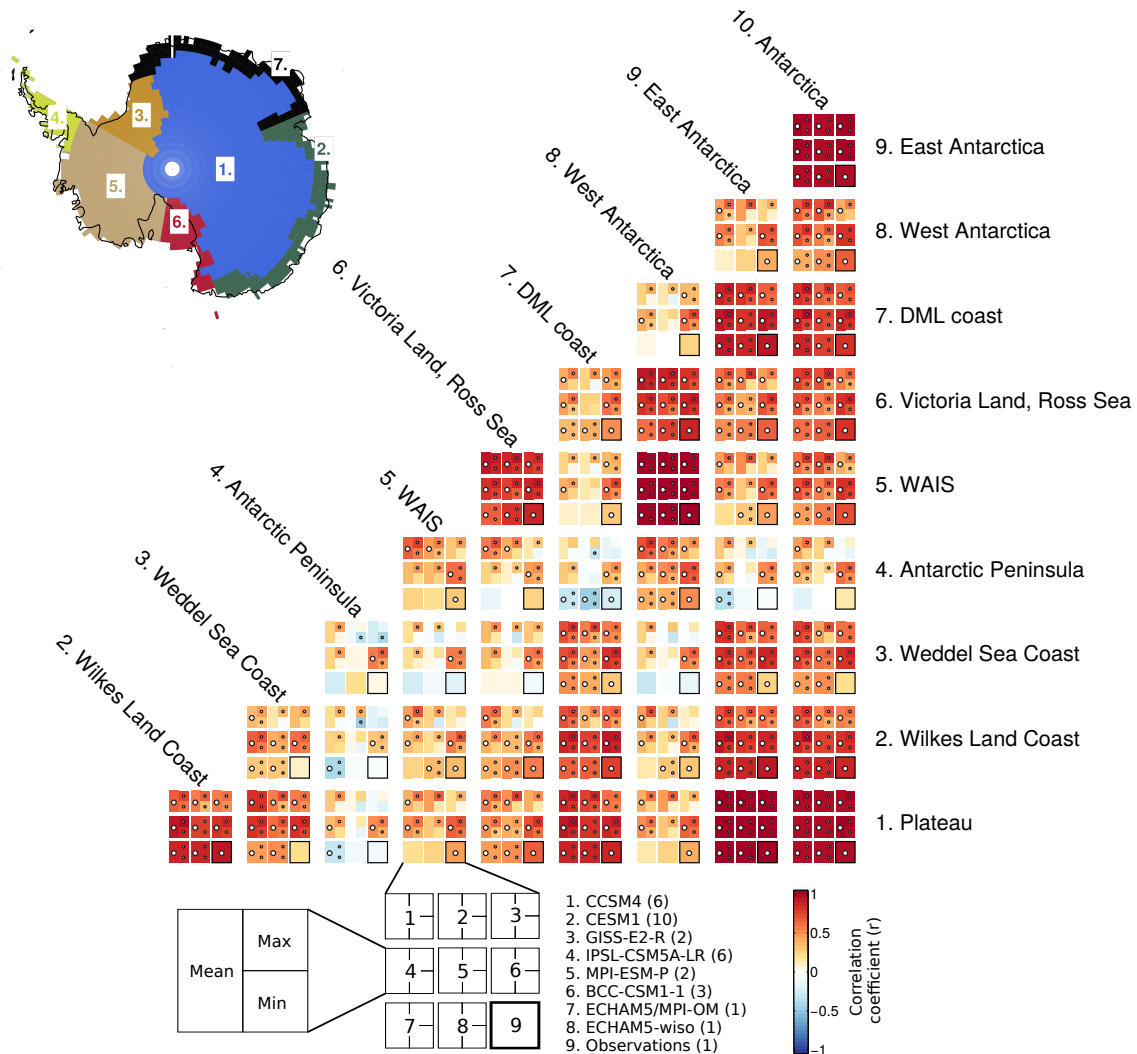 10. Antarctica
9. East Antarctica
8. West Antarctica
7. DML coast
6. Victoria Land, Ross Sea
5. WAIS
4. Antarctic Peninsula
3. Weddel Sea Coast
2. Wilkes Land Coast
7.
3.
4.
2.
1.
5.
6.
9. East Antarctica
8. West Antarctica
7. DML coast
6. Victoria Land, Ross Sea
5. WAIS
4. Antarctic Peninsula
3. Weddel Sea Coast
2. Wilkes Land Coast
1. Plateau
Mean
Max
Min
1 2 3
4 5 6
7 8 9
1. CCSM4 (6)
2. CESM1 (10)
3. GISS-E2-R (2)
4. IPSL-CSM5A-LR (6)
5. MPI-ESM-P (2)
6. BCC-CSM1-1 (3)
7. ECHAM5/MPI-OM (1)
8. ECHAM5-wiso (1)
9. Observations (1)
1
0.5
0
−0.5
−1
Correlation
coefficient (r)